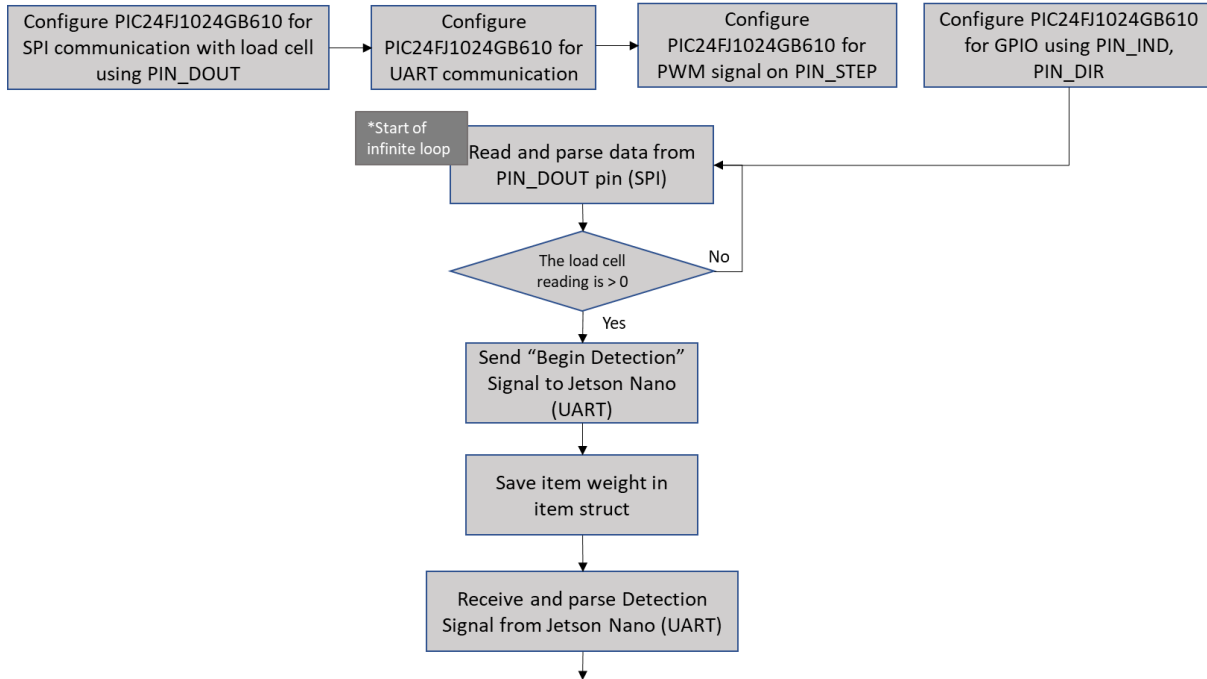 Configure PIC24FJ1024GB610 for
SPI communication with load cell
using PIN_DOUT
Configure
PIC24FJ1024GB610 for
UART communication
Configure
PIC24FJ1024GB610 for
PWM signal on PIN_STEP
Configure PIC24FJ1024GB610
for GPIO using PIN_IND,
PIN_DIR
*Start of
infinite loop
Read and parse data from
PIN_DOUT pin (SPI)
The load cell
reading is > 0
No
Yes
Send “Begin Detection”
Signal to Jetson Nano
(UART)
Save item weight in
item struct
Receive and parse Detection
Signal from Jetson Nano (UART)